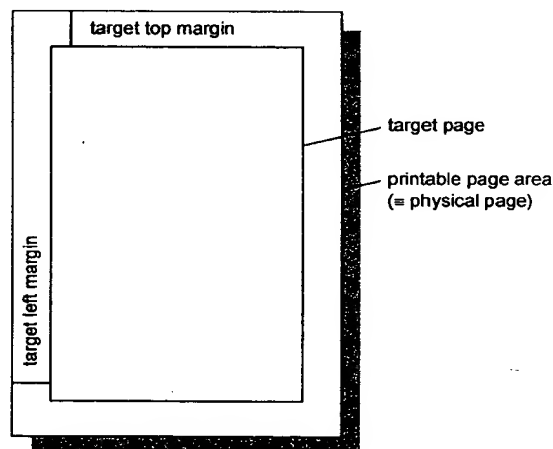 target top margin
target page
printable page area
(≡ physical page)
target left margin